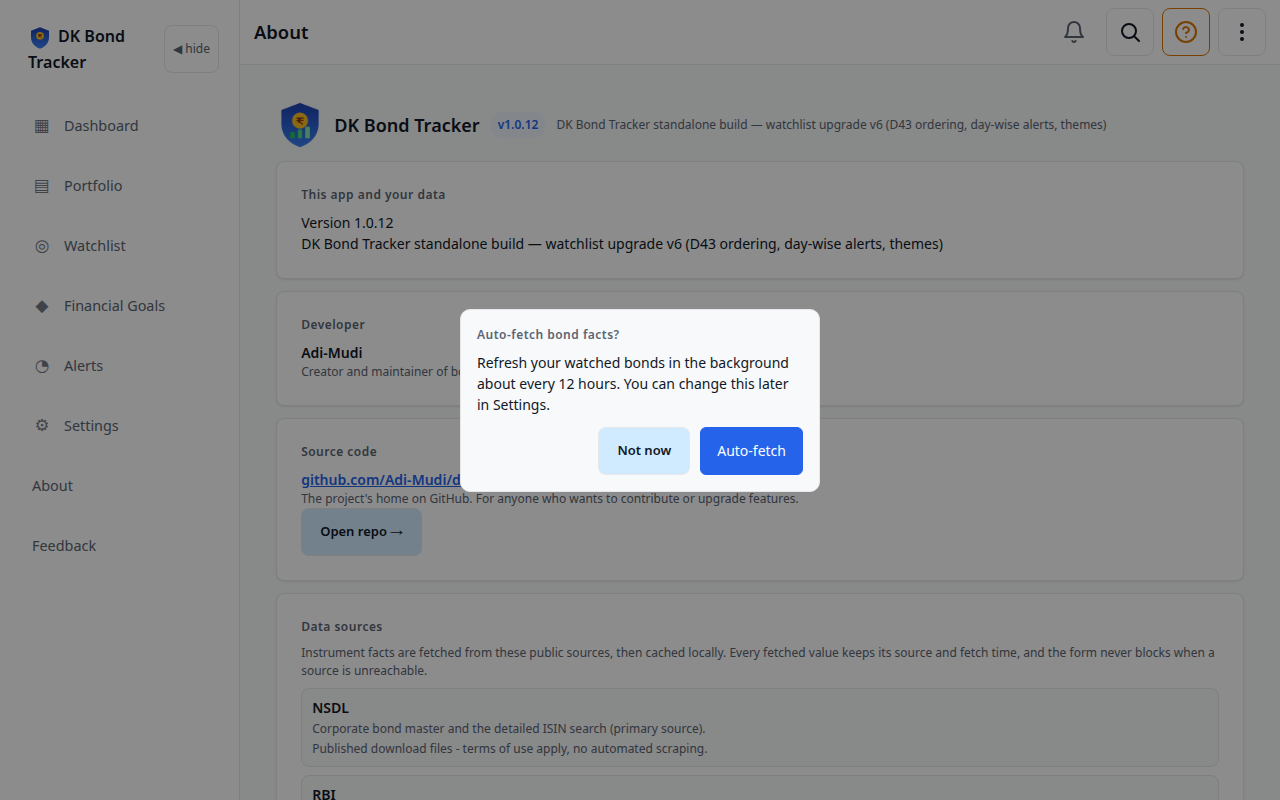 DK Bond Tracker
◀ hide
▦ Dashboard
▤ Portfolio
◎ Watchlist
◆ Financial Goals
◔ Alerts
⚙ Settings
About
Feedback
About
DK Bond Tracker v1.0.12 DK Bond Tracker standalone build — watchlist upgrade v6 (D43 ordering, day-wise alerts, themes)
This app and your data
Version 1.0.12
DK Bond Tracker standalone build — watchlist upgrade v6 (D43 ordering, day-wise alerts, themes)
Developer
Adi-Mudi
Creator and maintainer of
Auto-fetch bond facts?
Refresh your watched bonds in the background
about every 12 hours. You can change this later
in Settings.
Not now
Auto-fetch
Source code
github.com/Adi-Mudi/
The project's home on GitHub. For anyone who wants to contribute or upgrade features.
Open repo →
Data sources
Instrument facts are fetched from these public sources, then cached locally. Every fetched value keeps its source and fetch time, and the form never blocks when a
source is unreachable.
NSDL
Corporate bond master and the detailed ISIN search (primary source).
Published download files - terms of use apply, no automated scraping.
RBI